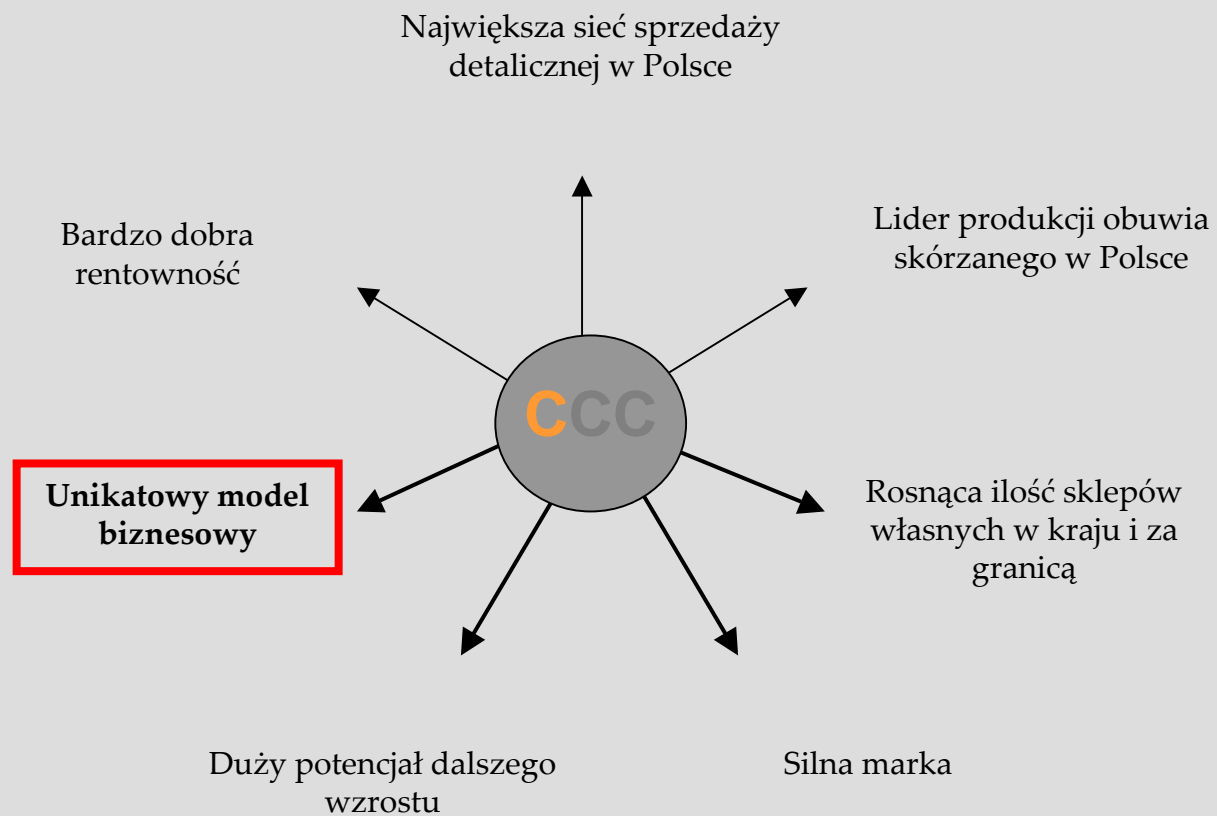 Największa sieć sprzedaży
detalicznej w Polsce
Bardzo dobra
rentowność
Lider produkcji obuwia
skórzanego w Polsce
CCC
Unikatowy model
biznesowy
Rosnąca ilość sklepów
własnych w kraju i za
granicą
Duży potencjał dalszego
wzrostu
Silna marka